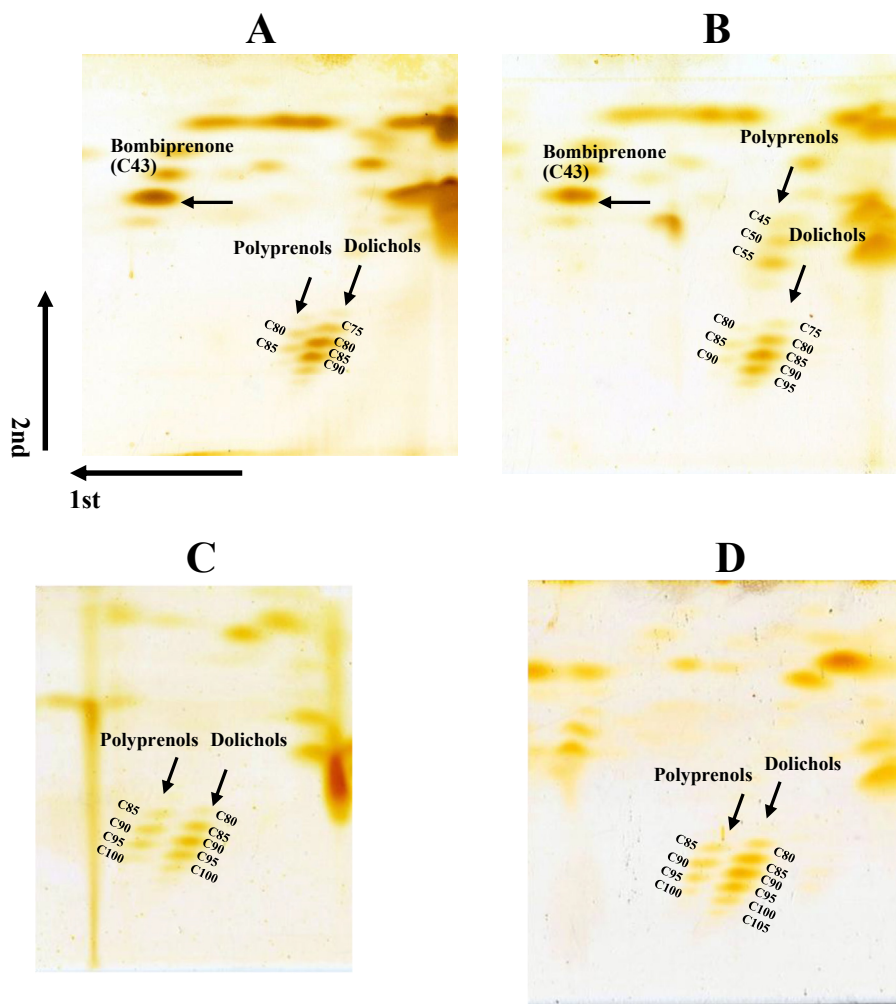 A
B
Bombiprenone
(C43)
Polyprenols
Dolichols
C80
C85
C75
C80
C85
C90
Polyprenols
Bombiprenone
(C43)
C45
C50
C55
Dolichols
C80
C85
C90
C75
C80
C85
C90
C95
2nd
1st
C
D
Polyprenols
Dolichols
C85
C90
C95
C100
C80
C85
C90
C95
C100
Polyprenols
Dolichols
C85
C90
C95
C100
C80
C85
C90
C95
C100
C105